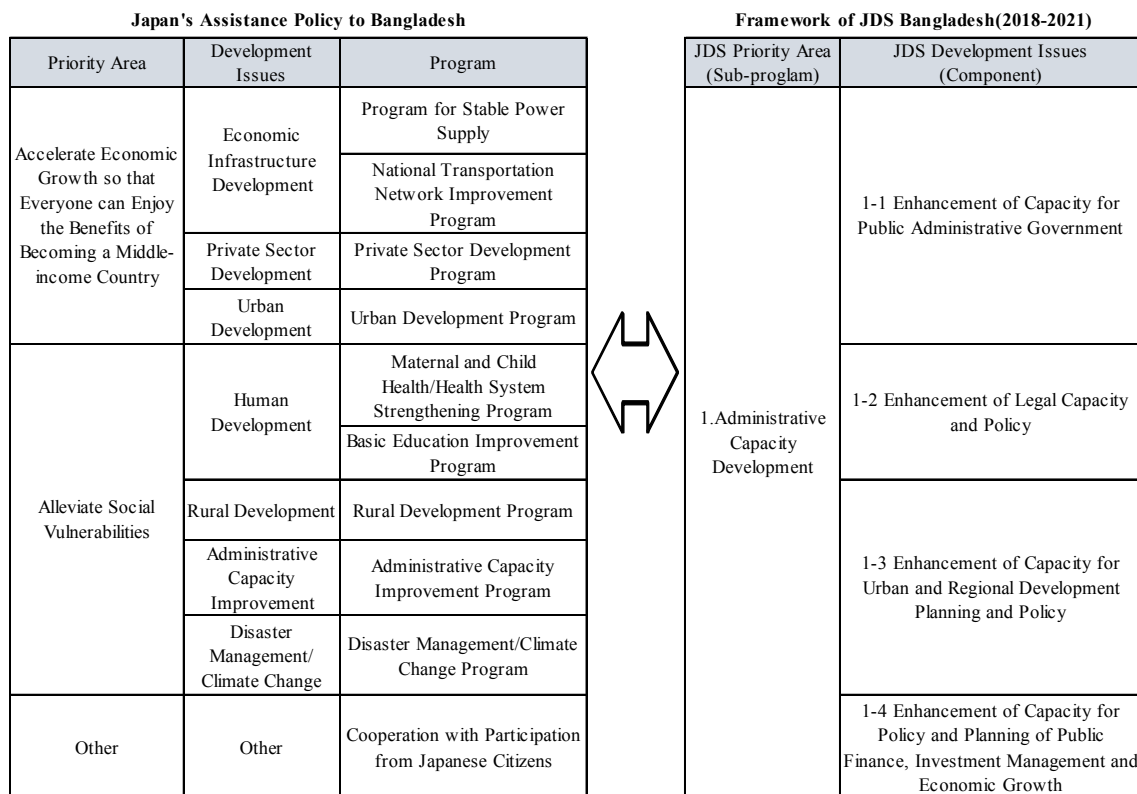 Japan's Assistance Policy to Bangladesh
Priority Area
Development
Issues
Program
Accelerate Economic
Growth so that
Everyone can Enjoy
the Benefits of
Becoming a Middle-
income Country
Economic
Infrastructure
Development
Program for Stable Power
Supply
National Transportation
Network Improvement
Program
Private Sector
Development
Private Sector Development
Program
Urban
Development
Urban Development Program
Alleviate Social
Vulnerabilities
Human
Development
Maternal and Child
Health/Health System
Strengthening Program
Basic Education Improvement
Program
Rural Development
Rural Development Program
Administrative
Capacity
Improvement
Administrative Capacity
Improvement Program
Disaster
Management/
Climate Change
Disaster Management/Climate
Change Program
Other
Other
Cooperation with Participation
from Japanese Citizens
Framework of JDS Bangladesh(2018-2021)
JDS Priority Area
(Sub-proglam)
JDS Development Issues
(Component)
1.Administrative
Capacity
Development
1-1 Enhancement of Capacity for
Public Administrative Government
1-2 Enhancement of Legal Capacity
and Policy
1-3 Enhancement of Capacity for
Urban and Regional Development
Planning and Policy
1-4 Enhancement of Capacity for
Policy and Planning of Public
Finance, Investment Management and
Economic Growth